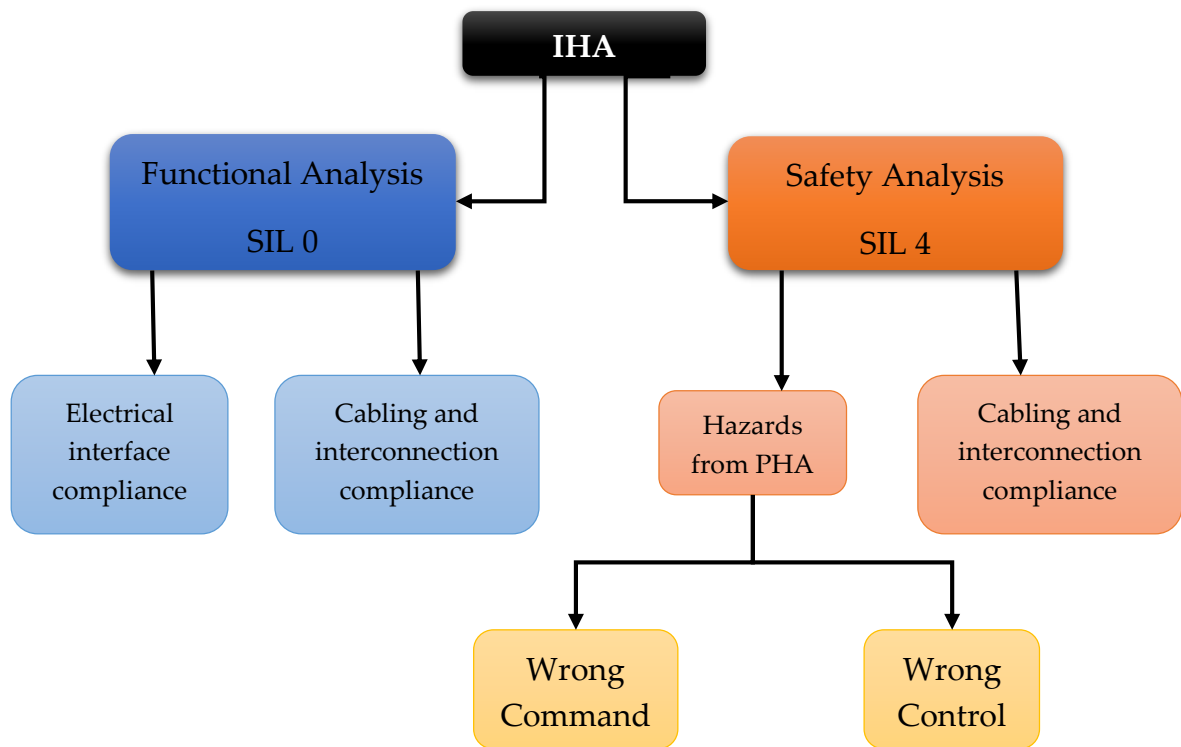 IHA
Functional Analysis
SIL 0
Safety Analysis
SIL 4
Electrical
interface
compliance
Cabling and
interconnection
compliance
Hazards
from PHA
Cabling and
interconnection
compliance
Wrong
Command
Wrong
Control